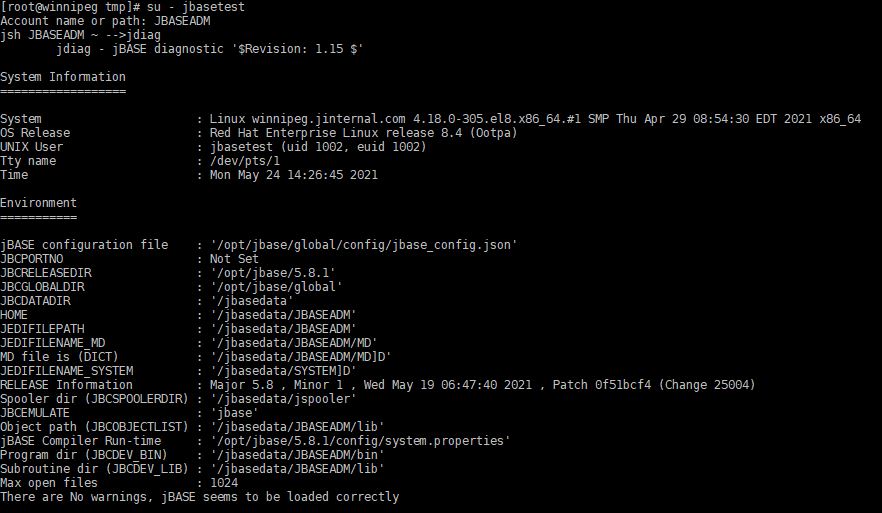 [root@winnipeg tmp]# su - jbasetest
Account name or path: JBASEADM
jsh JBASEADM ~ -->jdiag
        jdiag - jBASE diagnostic '$Revision: 1.15 $'

System Information
==================

System                      : Linux winnipeg.jinternal.com 4.18.0-305.el8.x86_64.#1 SMP Thu Apr 29 08:54:30 EDT 2021 x86_64
OS Release                  : Red Hat Enterprise Linux release 8.4 (Ootpa)
UNIX User                   : jbasetest (uid 1002, euid 1002)
Tty name                    : /dev/pts/1
Time                        : Mon May 24 14:26:45 2021

Environment
===========

jBASE configuration file    : '/opt/jbase/global/config/jbase_config.json'
JBCPORTNO                   : Not Set
JBCRELEASEDIR               : '/opt/jbase/5.8.1'
JBCGLOBALDIR                : '/opt/jbase/global'
JBCDATADIR                  : '/jbasedata'
HOME                        : '/jbasedata/JBASEADM'
JEDIFILEPATH                : '/jbasedata/JBASEADM'
JEDIFILENAME_MD             : '/jbasedata/JBASEADM/MD'
MD file is (DICT)           : '/jbasedata/JBASEADM/MD]D'
JEDIFILENAME_SYSTEM         : '/jbasedata/SYSTEM]D'
RELEASE Information         : Major 5.8 , Minor 1 , Wed May 19 06:47:40 2021 , Patch 0f51bcf4 (Change 25004)
Spooler dir (JBCSPOOLERDIR) : '/jbasedata/jspooler'
JBCEMULATE                  : 'jbase'
Object path (JBCOBJECTLIST) : '/jbasedata/JBASEADM/lib'
jBASE Compiler Run-time     : '/opt/jbase/5.8.1/config/system.properties'
Program dir (JBCDEV_BIN)    : '/jbasedata/JBASEADM/bin'
Subroutine dir (JBCDEV_LIB) : '/jbasedata/JBASEADM/lib'
Max open files              : 1024
There are No warnings, jBASE seems to be loaded correctly